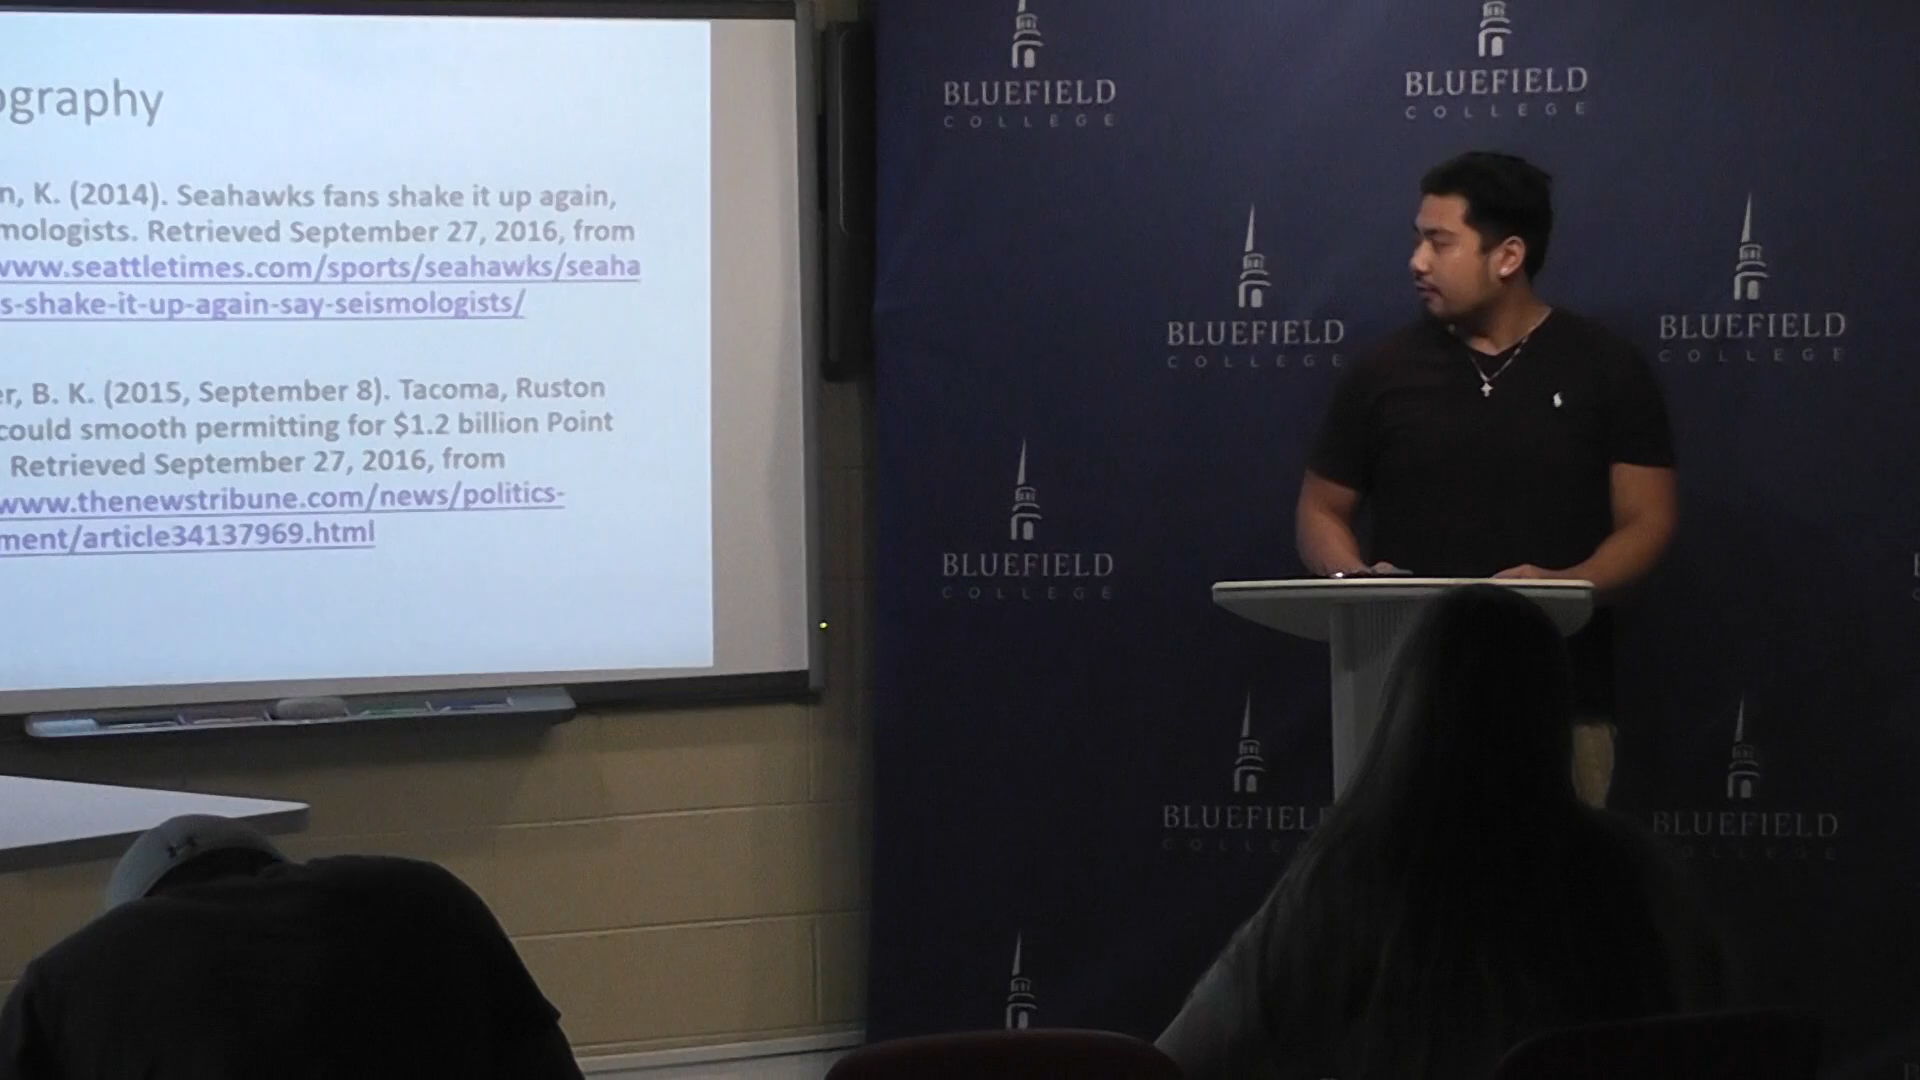 ography
n, K. (2014). Seahawks fans shake it up again,
mologists. Retrieved September 27, 2016, from
www.seattletimes.com/sports/seahawks/seaha
s-shake-it-up-again-say-seismologists/
er, B. K. (2015, September 8). Tacoma, Ruston
could smooth permitting for $1.2 billion Point
Retrieved September 27, 2016, from
www.thenewstribune.com/news/politics-
ment/article34137969.html
BLUEFIELD
COLLEGE
BLUEFIELD
COLLEGE
BLUEFIELD
COLLEGE
BLUEFIELD
COLLEGE
BLUEFIELD
COLLEGE
BLUEFIEL
COLLEG
BLUEFIELD
COLLEGE